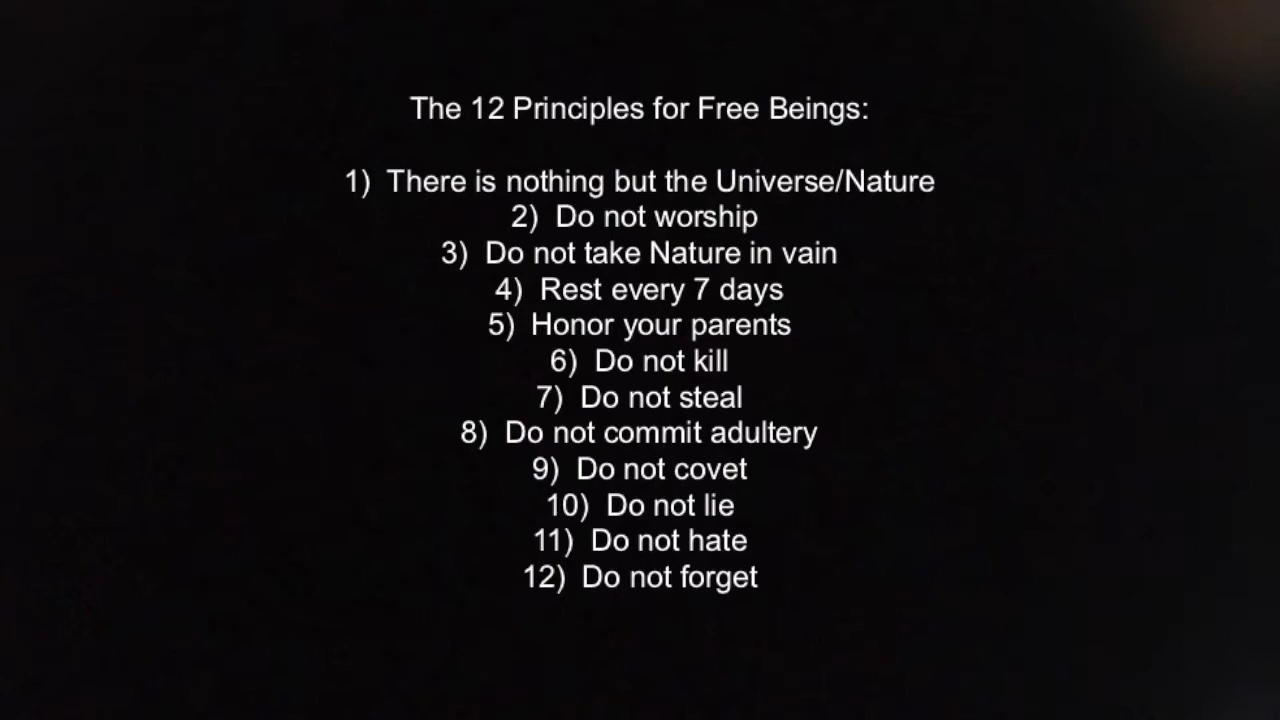 The 12 Principles for Free Beings:
1) There is nothing but the Universe/Nature
2) Do not worship
3) Do not take Nature in vain
4) Rest every 7 days
5) Honor your parents
6) Do not kill
7) Do not steal
8) Do not commit adultery
9) Do not covet
10) Do not lie
11) Do not hate
12) Do not forget